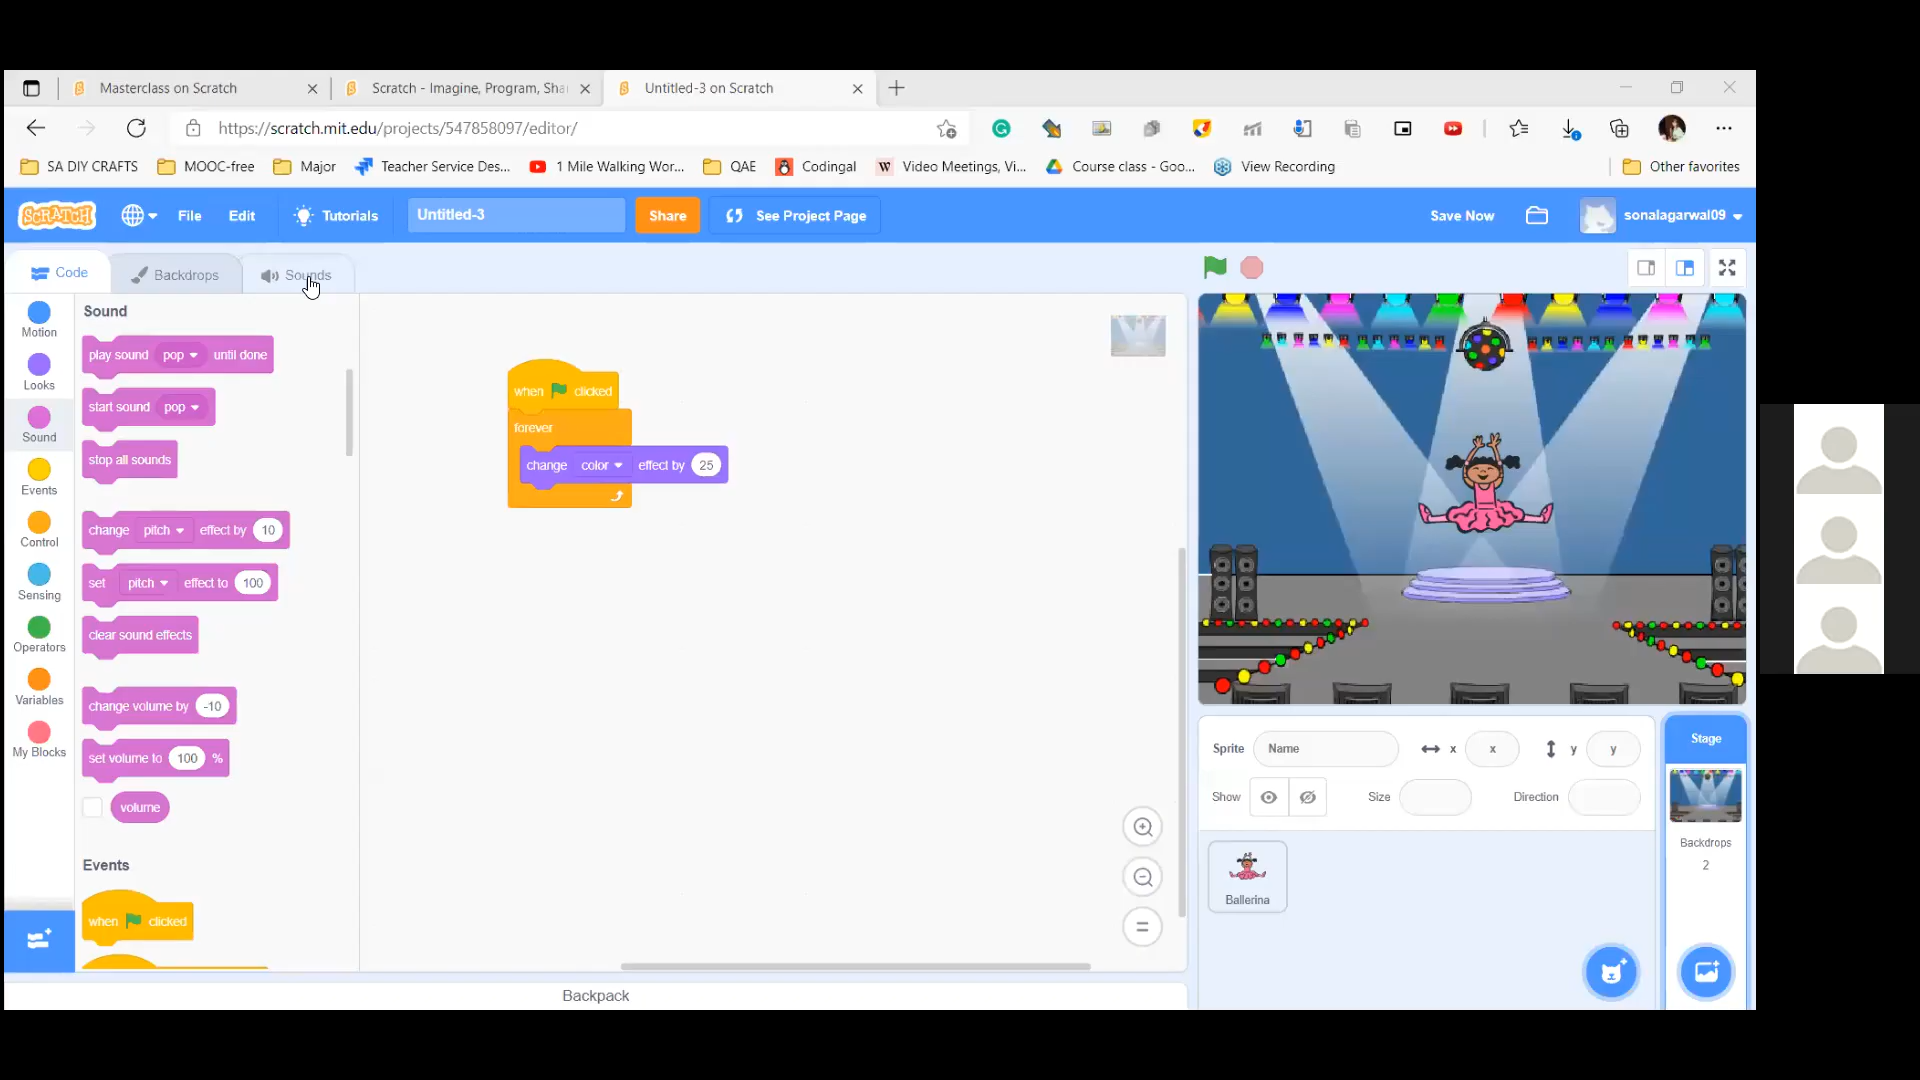 Masterclass on Scratch
Scratch - Imagine, Program, Sha
Untitled-3 on Scratch
https://scratch.mit.edu/projects/547858097/editor/
SA DIY CRAFTS
MOOC-free
Major
Teacher Service Des...
1 Mile Walking Wor...
QAE
Codingal
Video Meetings, Vi...
Course class - Goo...
View Recording
Other favorites
SCRATCH
File
Edit
Tutorials
Untitled-3
Share
See Project Page
Save Now
sonalagarwal09
Code
Backdrops
Sounds
Motion
Looks
Sound
Events
Control
Sensing
Operators
Variables
My Blocks
Sound
play sound pop until done
start sound pop
stop all sounds
change pitch effect by 10
set pitch effect to 100
clear sound effects
change volume by -10
set volume to 100 %
volume
Events
when clicked
when clicked
forever
change color effect by 25
Backpack
Sprite Name x x y y
Show Size Direction
Ballerina
Stage
Backdrops
2